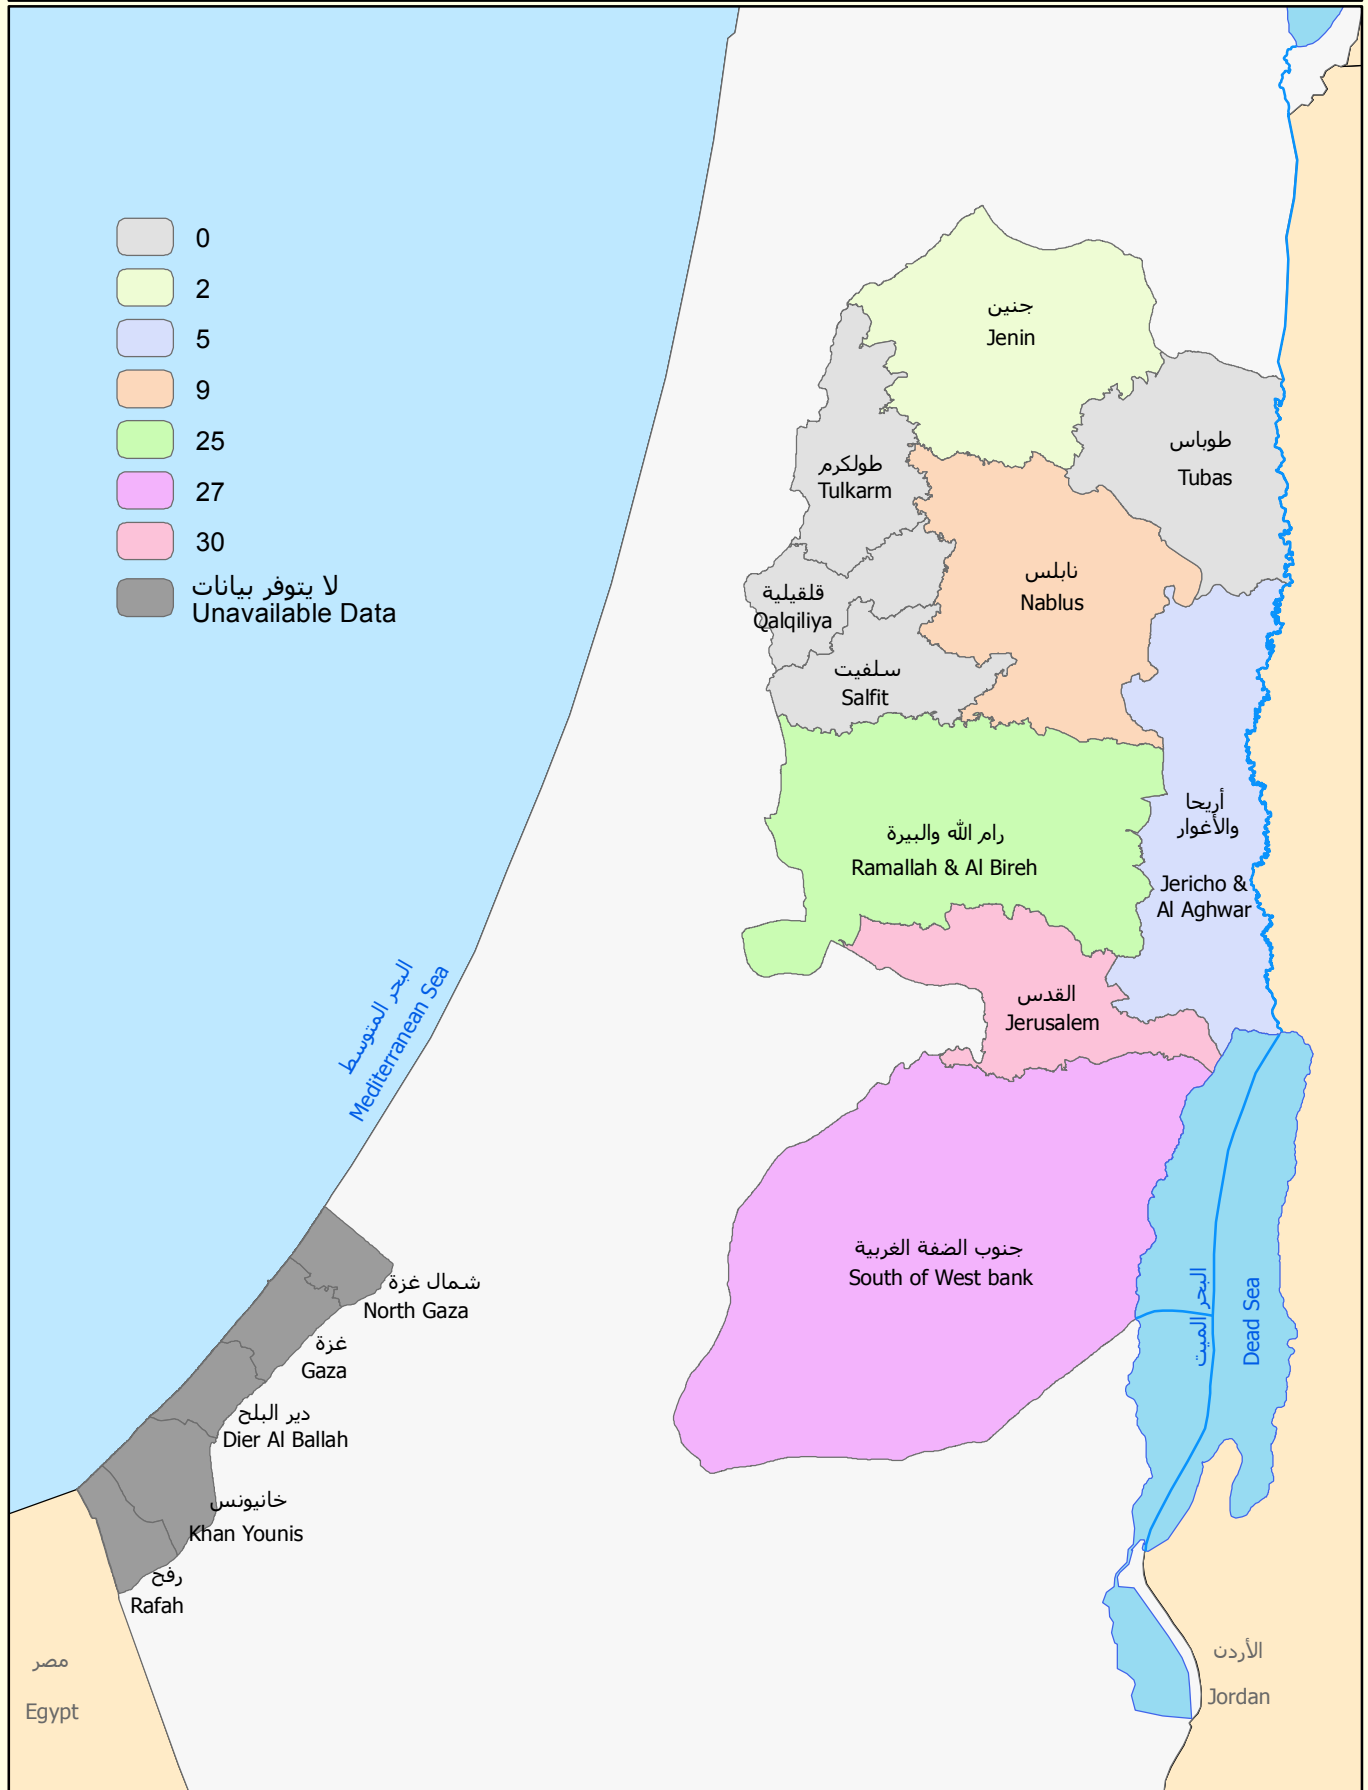 0
2
5
9
25
27
30
لا يتوفر بيانات
Unavailable Data
جنين
Jenin
طوباس
Tubas
طولكرم
Tulkarm
نابلس
Nablus
قلقيلية
Qalqiliya
سلفيت
Salfit
أريحا
والأغوار
Jericho &
Al Aghwar
رام الله والبيرة
Ramallah & Al Bireh
القدس
Jerusalem
البحر المتوسط
Mediterranean Sea
جنوب الضفة الغربية
South of West bank
البحر الميت
Dead Sea
شمال غزة
North Gaza
غزة
Gaza
دير البلح
Dier Al Ballah
خانيونس
Khan Younis
رفح
Rafah
مصر
Egypt
الأردن
Jordan